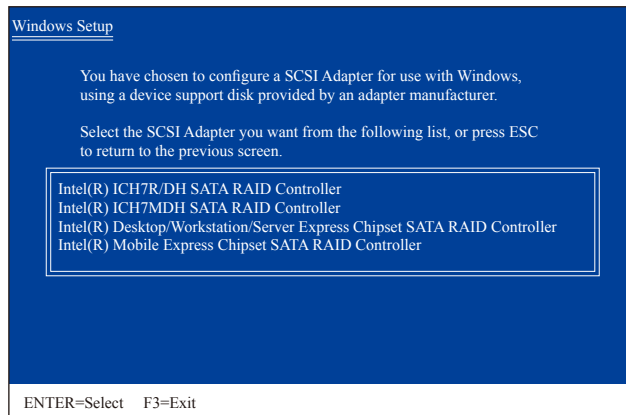 Windows Setup
You have chosen to configure a SCSI Adapter for use with Windows,
using a device support disk provided by an adapter manufacturer.
Select the SCSI Adapter you want from the following list, or press ESC
to return to the previous screen.
Intel(R) ICH7R/DH SATA RAID Controller
Intel(R) ICH7MDH SATA RAID Controller
Intel(R) Desktop/Workstation/Server Express Chipset SATA RAID Controller
Intel(R) Mobile Express Chipset SATA RAID Controller
ENTER=Select F3=Exit